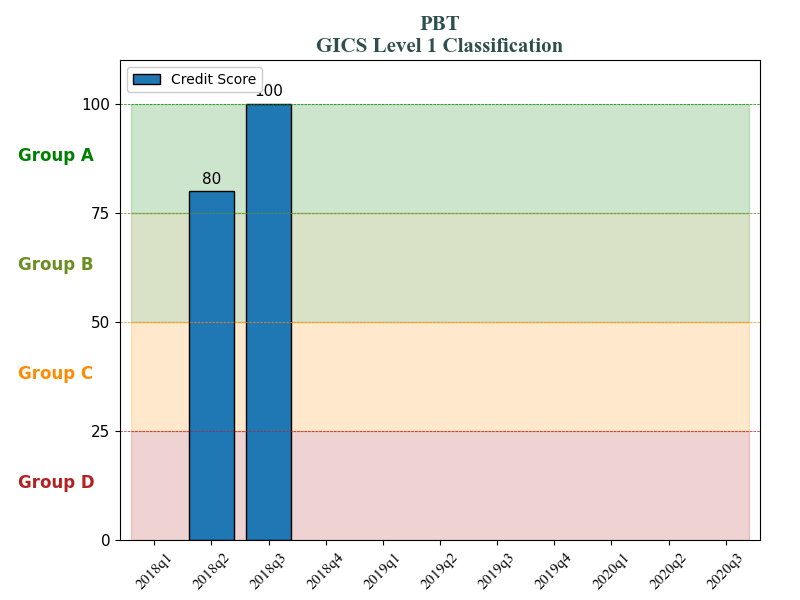 PBT
GICS Level 1 Classification
Credit Score
100
80
100
75
50
25
0
Group A
Group B
Group C
Group D
2018q1
2018q2
2018q3
2018q4
2019q1
2019q2
2019q3
2019q4
2020q1
2020q2
2020q3